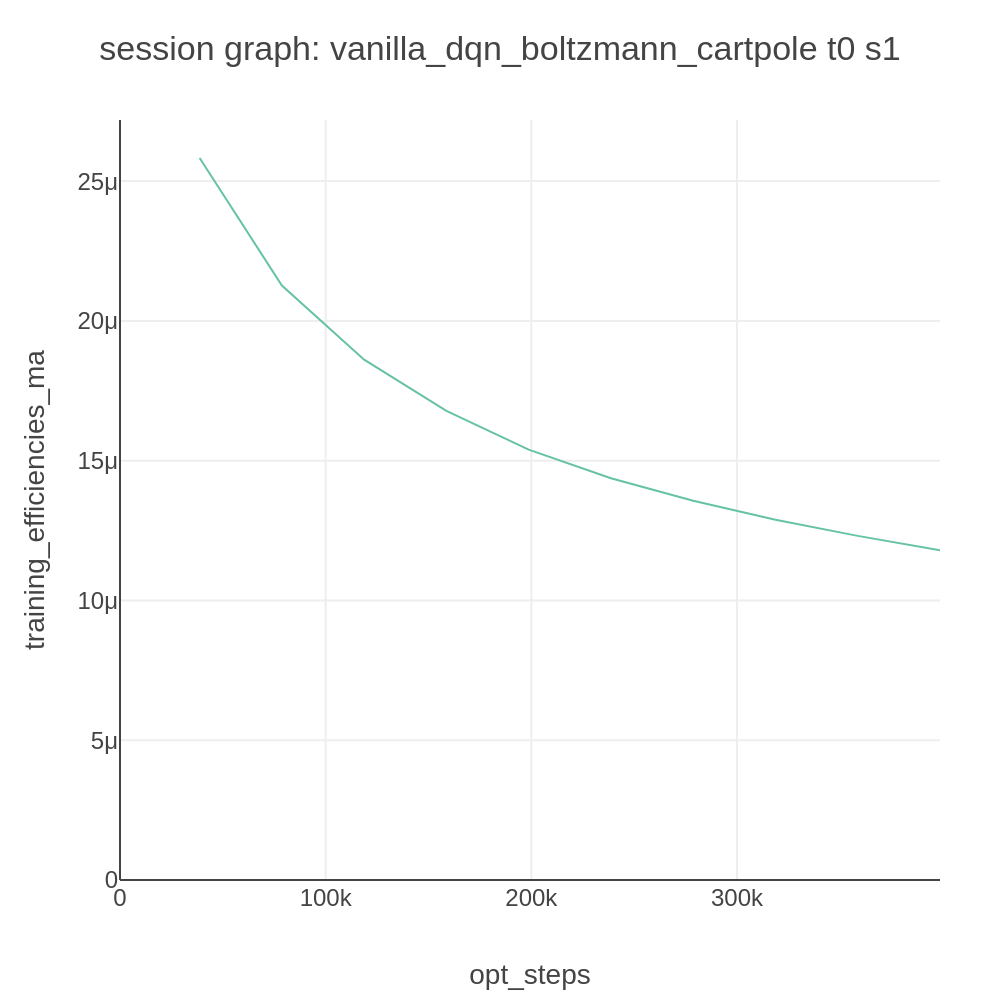 session graph: vanilla_dqn_boltzmann_cartpole t0 s1
training_efficiencies_ma
25μ
20μ
15μ
10μ
5μ
0
0
100k
200k
300k
opt_steps